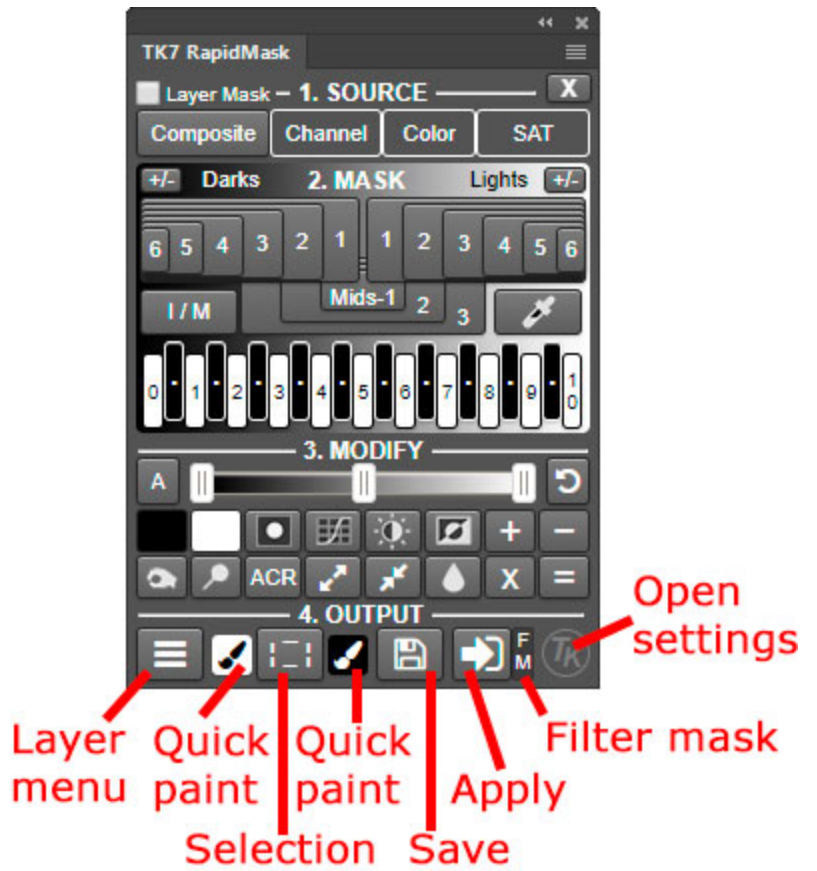 TK7 RapidMask
Layer Mask 1. SOURCE X
Composite Channel Color SAT
+/- Darks 2. MASK Lights +/-
6 5 4 3 2 1 1 2 3 4 5 6
I / M Mids-1 2 3
0 1 2 3 4 5 6 7 8 9 10
3. MODIFY
A
+ −
ACR X =
4. OUTPUT
F
M TK
Open
settings
Layer
menu
Quick
paint
Quick
paint
Filter mask
Apply
Selection Save